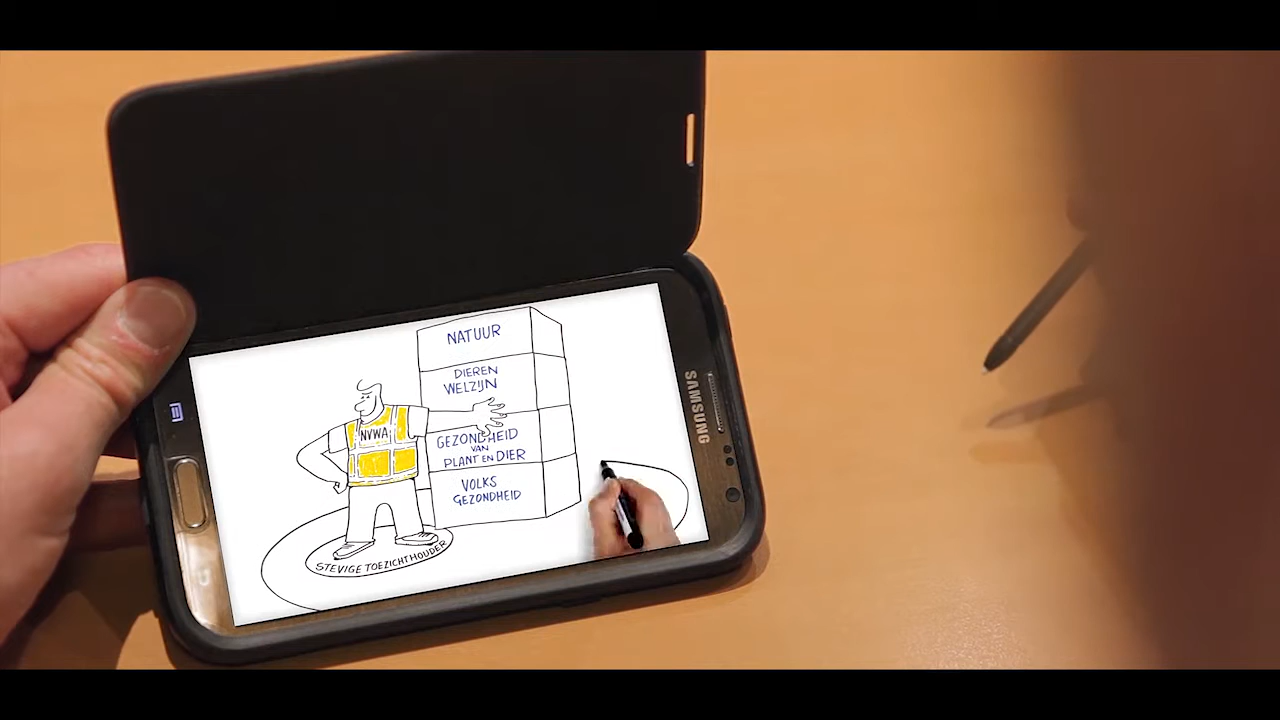 NATUUR
DIEREN
WELZIJN
NVWA
GEZONDHEID
VAN
PLANT EN DIER
VOLKS
GEZONDHEID
STEVIGE TOEZICHTHOUDER
SAMSUNG